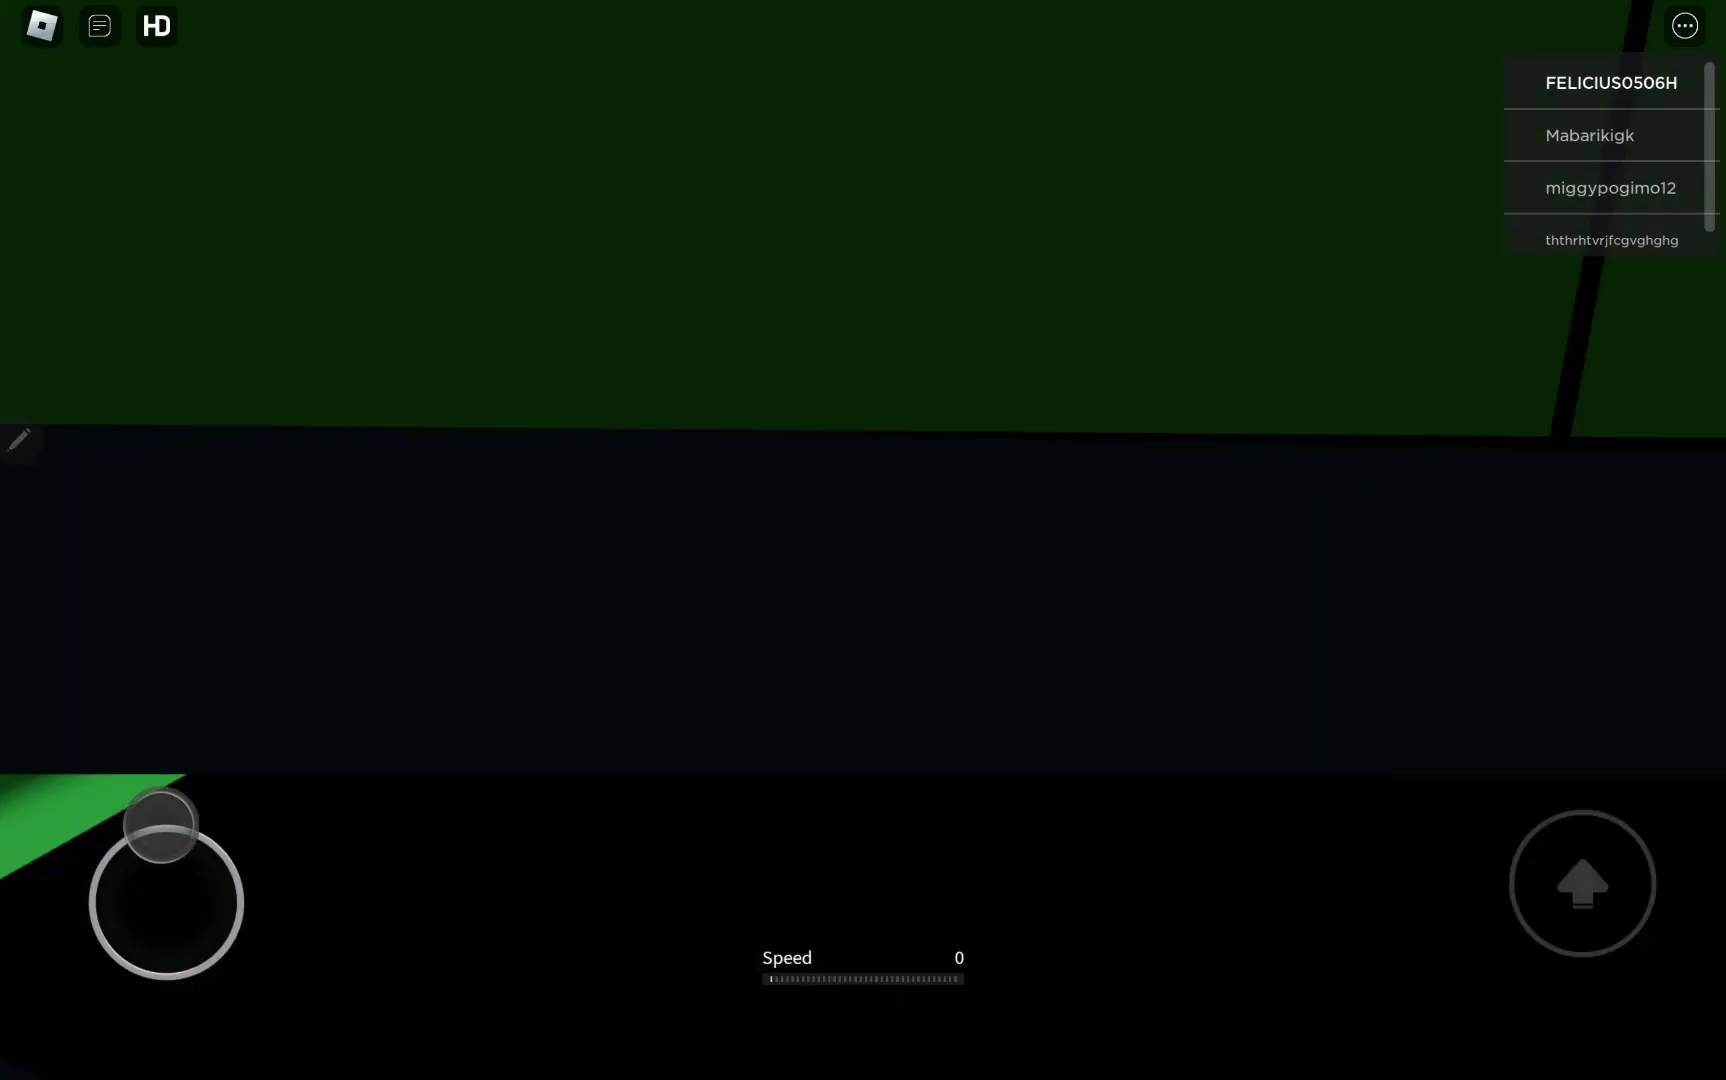 HD
FELICIUS0506H
Mabarikigk
miggypogimo12
ththrhtvrjfcgvghghg
Speed 0